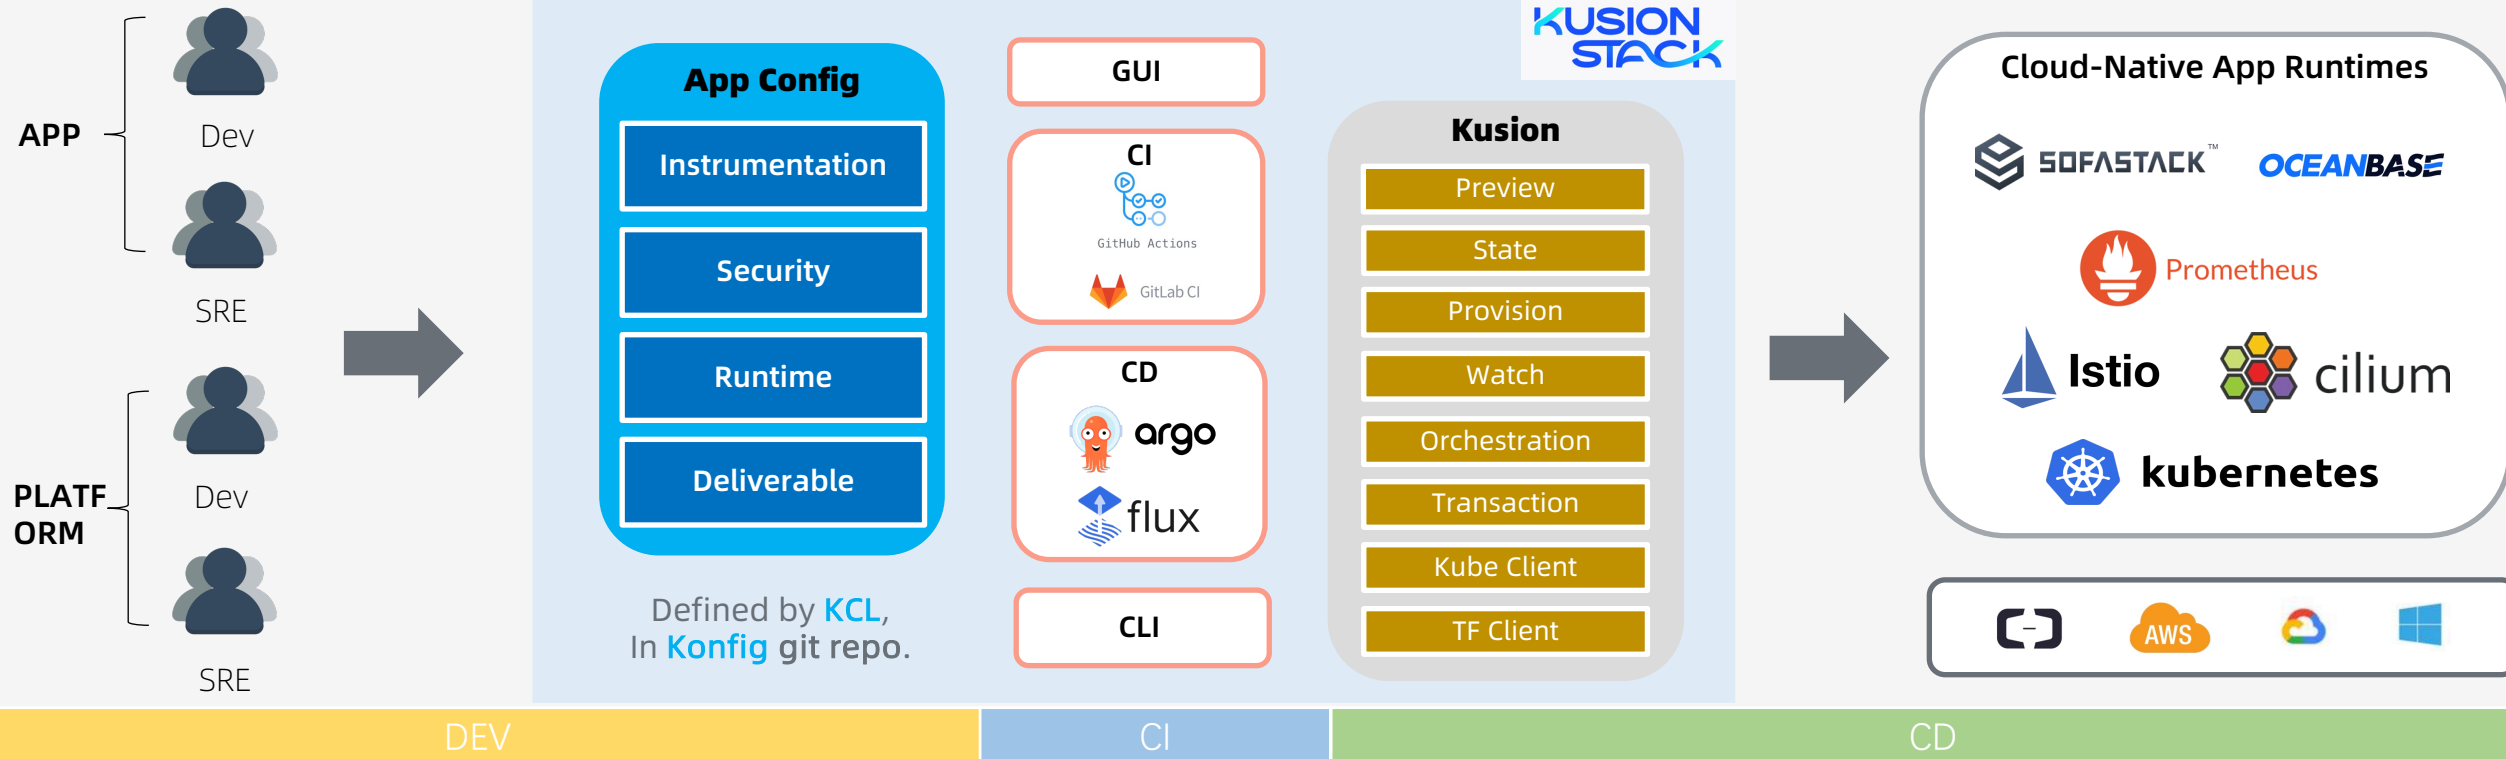 APP
Dev
SRE
PLATF
ORM
Dev
SRE
App Config
Instrumentation
Security
Runtime
Deliverable
Defined by KCL,
In Konfig git repo.
GUI
CI
GitHub Actions
GitLab CI
CD
argo
flux
CLI
KUSION
STACK
Kusion
Preview
State
Provision
Watch
Orchestration
Transaction
Kube Client
TF Client
Cloud-Native App Runtimes
SOFASTACK™
OCEANBASE
Prometheus
Istio
cilium
kubernetes
AWS
DEV
CI
CD